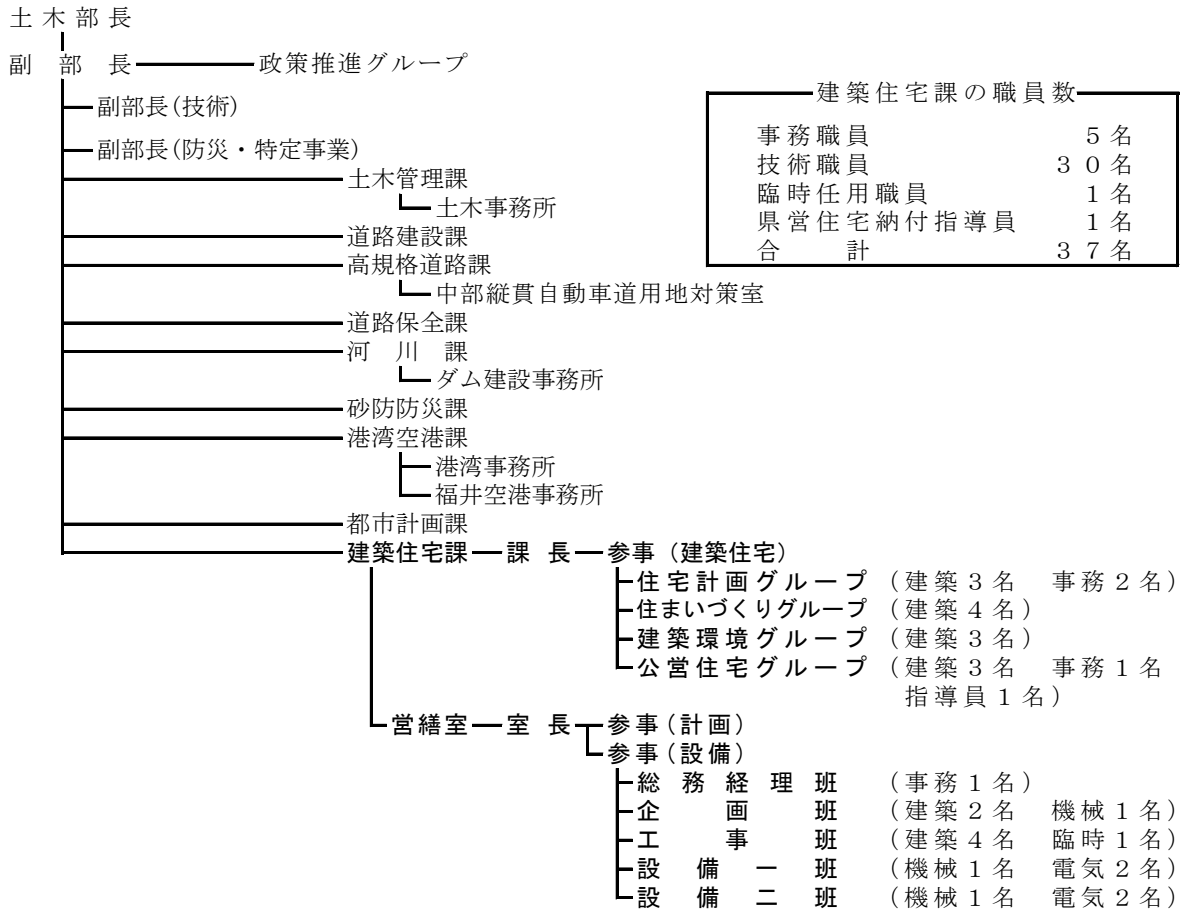 土木部長
副部長 政策推進グループ
副部長(技術)
副部長(防災・特定事業)
土木管理課
土木事務所
道路建設課
高規格道路課
中部縦貫自動車道用地対策室
道路保全課
河川課
ダム建設事務所
砂防防災課
港湾空港課
港湾事務所
福井空港事務所
都市計画課
建築住宅課 課長 参事（建築住宅）
住宅計画グループ（建築３名　事務２名）
住まいづくりグループ（建築４名）
建築環境グループ（建築３名）
公営住宅グループ（建築３名　事務１名
指導員１名）
営繕室 室長 参事(計画)
参事(設備)
総務経理班（事務１名）
企画班（建築２名　機械１名）
工事班（建築４名　臨時１名）
設備一班（機械１名　電気２名）
設備二班（機械１名　電気２名）
建築住宅課の職員数
事務職員　５名
技術職員　３０名
臨時任用職員　１名
県営住宅納付指導員　１名
合計　３７名